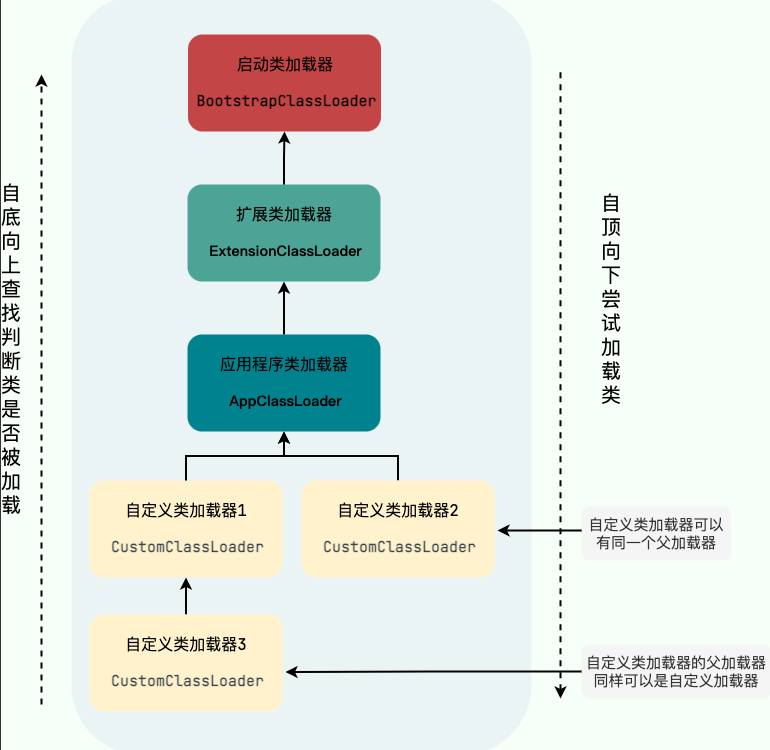 启动类加载器
BootstrapClassLoader
扩展类加载器
ExtensionClassLoader
应用程序类加载器
AppClassLoader
自定义类加载器1
CustomClassLoader
自定义类加载器2
CustomClassLoader
自定义类加载器3
CustomClassLoader
自底向上查找判断类是否被加载
自顶向下尝试加载类
自定义类加载器可以
有同一个父加载器
自定义类加载器的父加载器
同样可以是自定义加载器